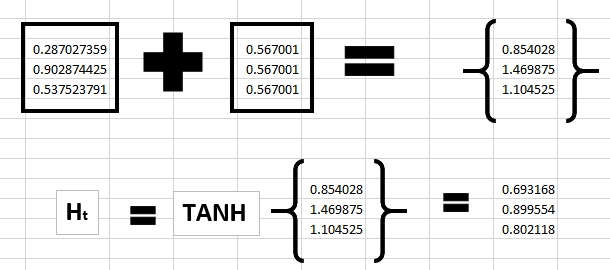 0.287027359 0.567001 0.854028
0.902874425 + 0.567001 = 1.469875
0.537523791 0.567001 1.104525
0.854028 0.693168
Ht = TANH 1.469875 = 0.899554
1.104525 0.802118